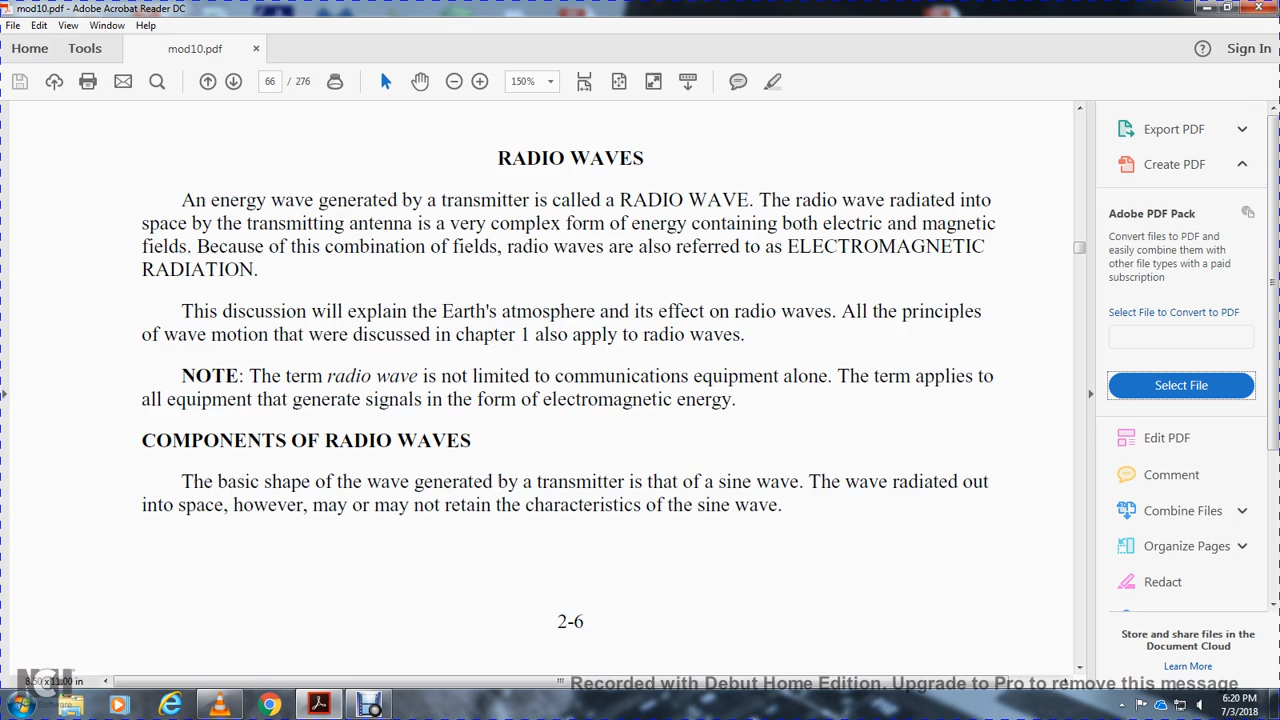 mod10.pdf - Adobe Acrobat Reader DC
File Edit View Window Help
Home Tools mod10.pdf × ? Sign In
66 / 276 150%
RADIO WAVES
An energy wave generated by a transmitter is called a RADIO WAVE. The radio wave radiated into
space by the transmitting antenna is a very complex form of energy containing both electric and magnetic
fields. Because of this combination of fields, radio waves are also referred to as ELECTROMAGNETIC
RADIATION.
This discussion will explain the Earth's atmosphere and its effect on radio waves. All the principles
of wave motion that were discussed in chapter 1 also apply to radio waves.
NOTE: The term radio wave is not limited to communications equipment alone. The term applies to
all equipment that generate signals in the form of electromagnetic energy.
COMPONENTS OF RADIO WAVES
The basic shape of the wave generated by a transmitter is that of a sine wave. The wave radiated out
into space, however, may or may not retain the characteristics of the sine wave.
2-6
Export PDF
Create PDF
Adobe PDF Pack
Convert files to PDF and
easily combine them with
other file types with a paid
subscription
Select File to Convert to PDF
Select File
Edit PDF
Comment
Combine Files
Organize Pages
Redact
Store and share files in the
Document Cloud
Learn More
8.50 x 11.00 in
NCH
Software
Recorded with Debut Home Edition. Upgrade to Pro to remove this message
6:20 PM
7/3/2018